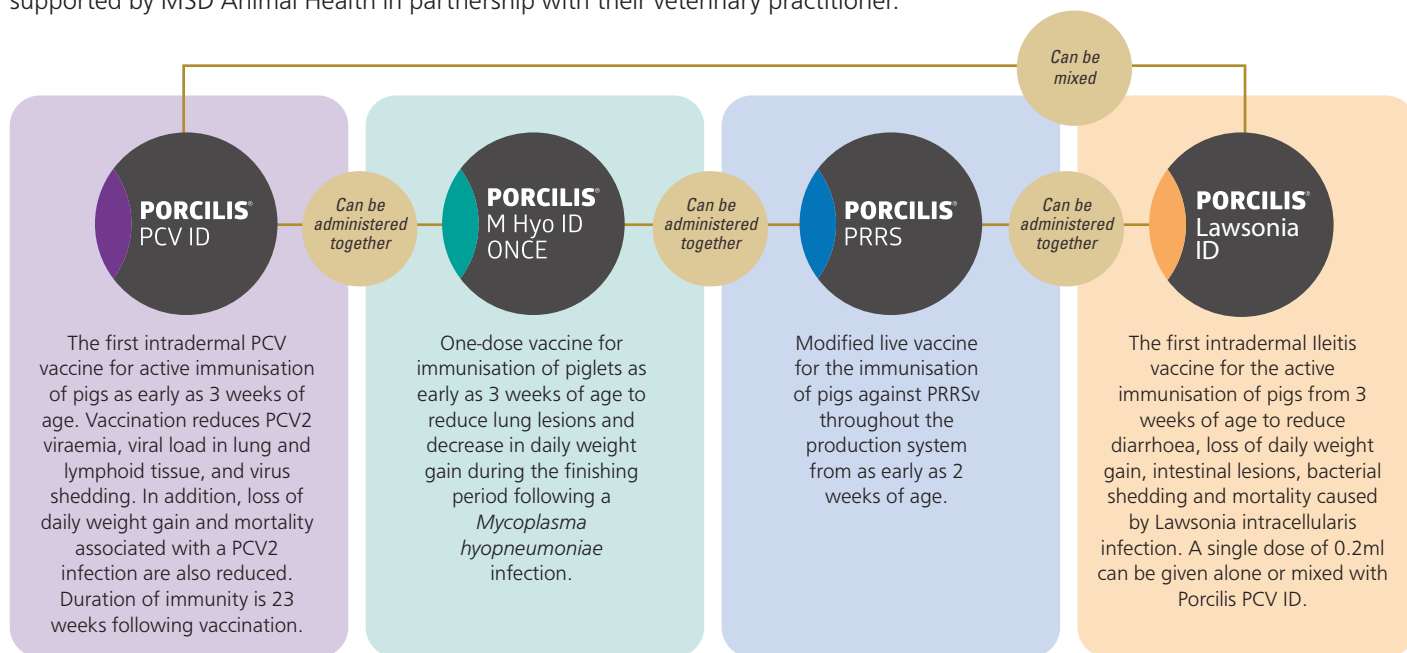 supported by MSD Animal Health in partnership with their veterinary practitioner.
Can be
mixed
PORCILIS®
PCV ID
Can be
administered
together
PORCILIS®
M Hyo ID
ONCE
Can be
administered
together
PORCILIS®
PRRS
Can be
administered
together
PORCILIS®
Lawsonia
ID
The first intradermal PCV
vaccine for active immunisation
of pigs as early as 3 weeks of
age. Vaccination reduces PCV2
viraemia, viral load in lung and
lymphoid tissue, and virus
shedding. In addition, loss of
daily weight gain and mortality
associated with a PCV2
infection are also reduced.
Duration of immunity is 23
weeks following vaccination.
One-dose vaccine for
immunisation of piglets as
early as 3 weeks of age to
reduce lung lesions and
decrease in daily weight
gain during the finishing
period following a
Mycoplasma
hyopneumoniae
infection.
Modified live vaccine
for the immunisation
of pigs against PRRSv
throughout the
production system
from as early as 2
weeks of age.
The first intradermal Ileitis
vaccine for the active
immunisation of pigs from 3
weeks of age to reduce
diarrhoea, loss of daily weight
gain, intestinal lesions, bacterial
shedding and mortality caused
by Lawsonia intracellularis
infection. A single dose of 0.2ml
can be given alone or mixed with
Porcilis PCV ID.